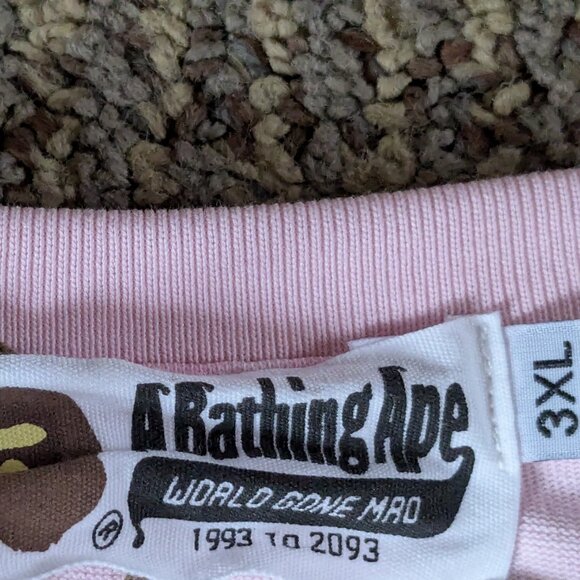 A Bathing Ape
WORLD GONE MAD
1993 TO 2093
®
3XL